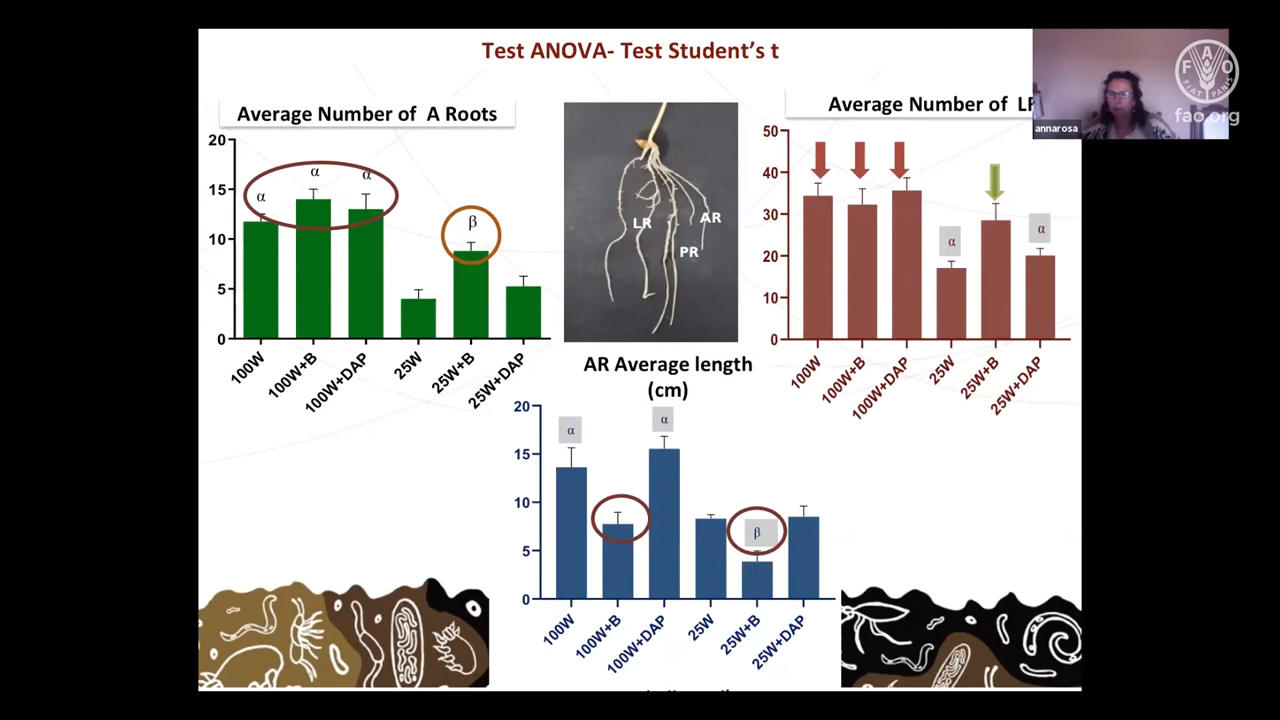 Test ANOVA- Test Student's t
Average Number of A Roots
20
15
10
5
0
α
α
α
β
100W
100W+B
100W+DAP
25W
25W+B
25W+DAP
LR
AR
PR
Average Number of
50
40
30
20
10
0
α
α
100W
100W+B
100W+DAP
25W
25W+B
25W+DAP
AR Average length
(cm)
20
15
10
5
0
α
α
β
100W
100W+B
100W+DAP
25W
25W+B
25W+DAP
annarosa
F A O
FIAT PANIS
fao.org